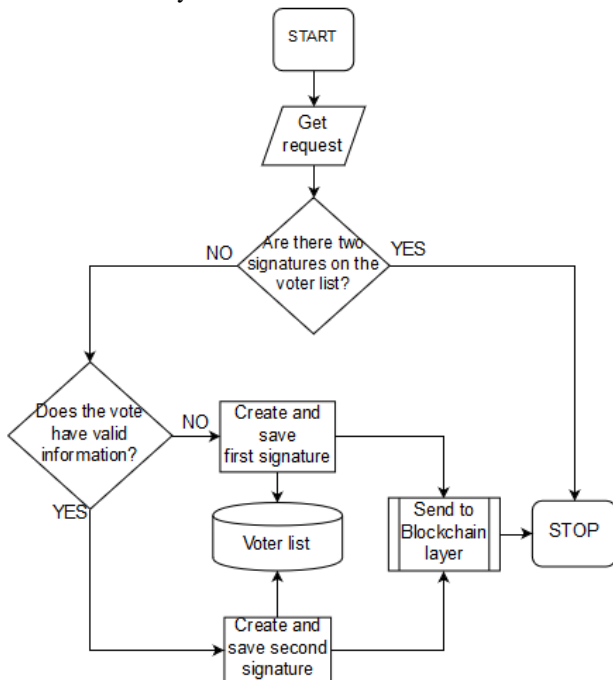 START
Get
request
Are there two
signatures on the
voter list?
NO
YES
Does the vote
have valid
information?
NO
YES
Create and
save
first signature
Voter list
Send to
Blockchain
layer
STOP
Create and
save second
signature